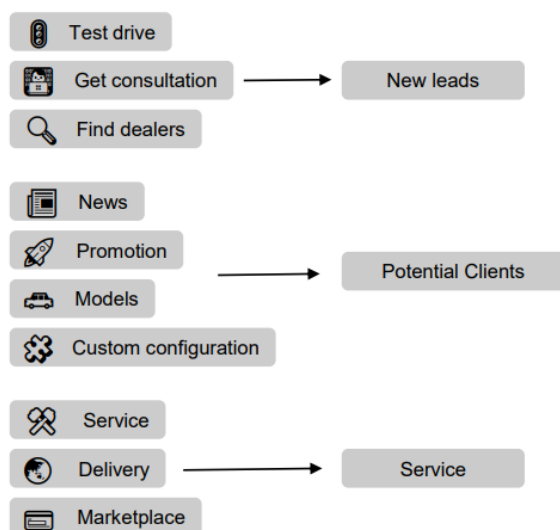 Test drive
Get consultation
New leads
Find dealers
News
Promotion
Potential Clients
Models
Custom configuration
Service
Delivery
Service
Marketplace